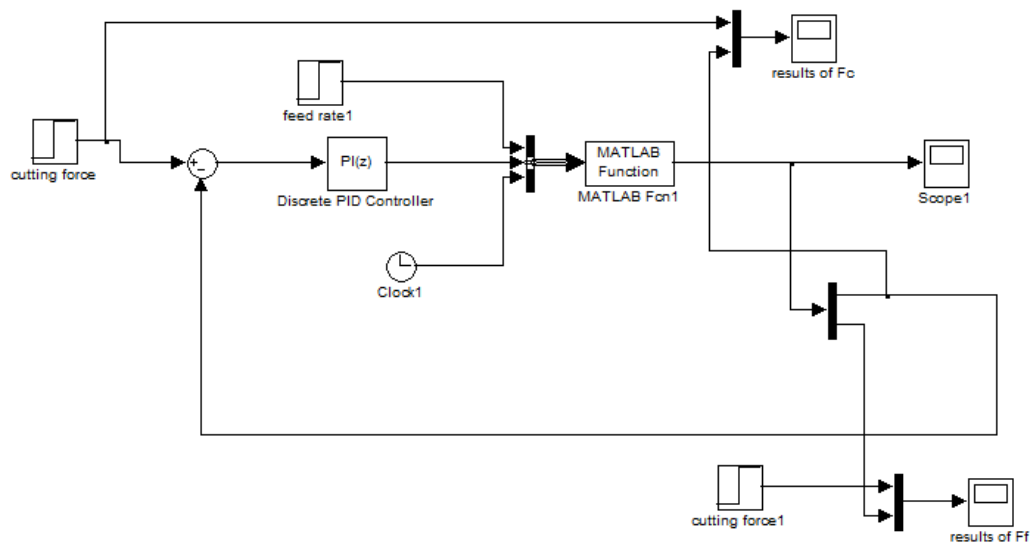 results of Fc
feed rate1
cutting force
+
−
PI(z)
Discrete PID Controller
MATLAB
Function
MATLAB Fcn1
Scope1
Clock1
cutting force1
results of Ff